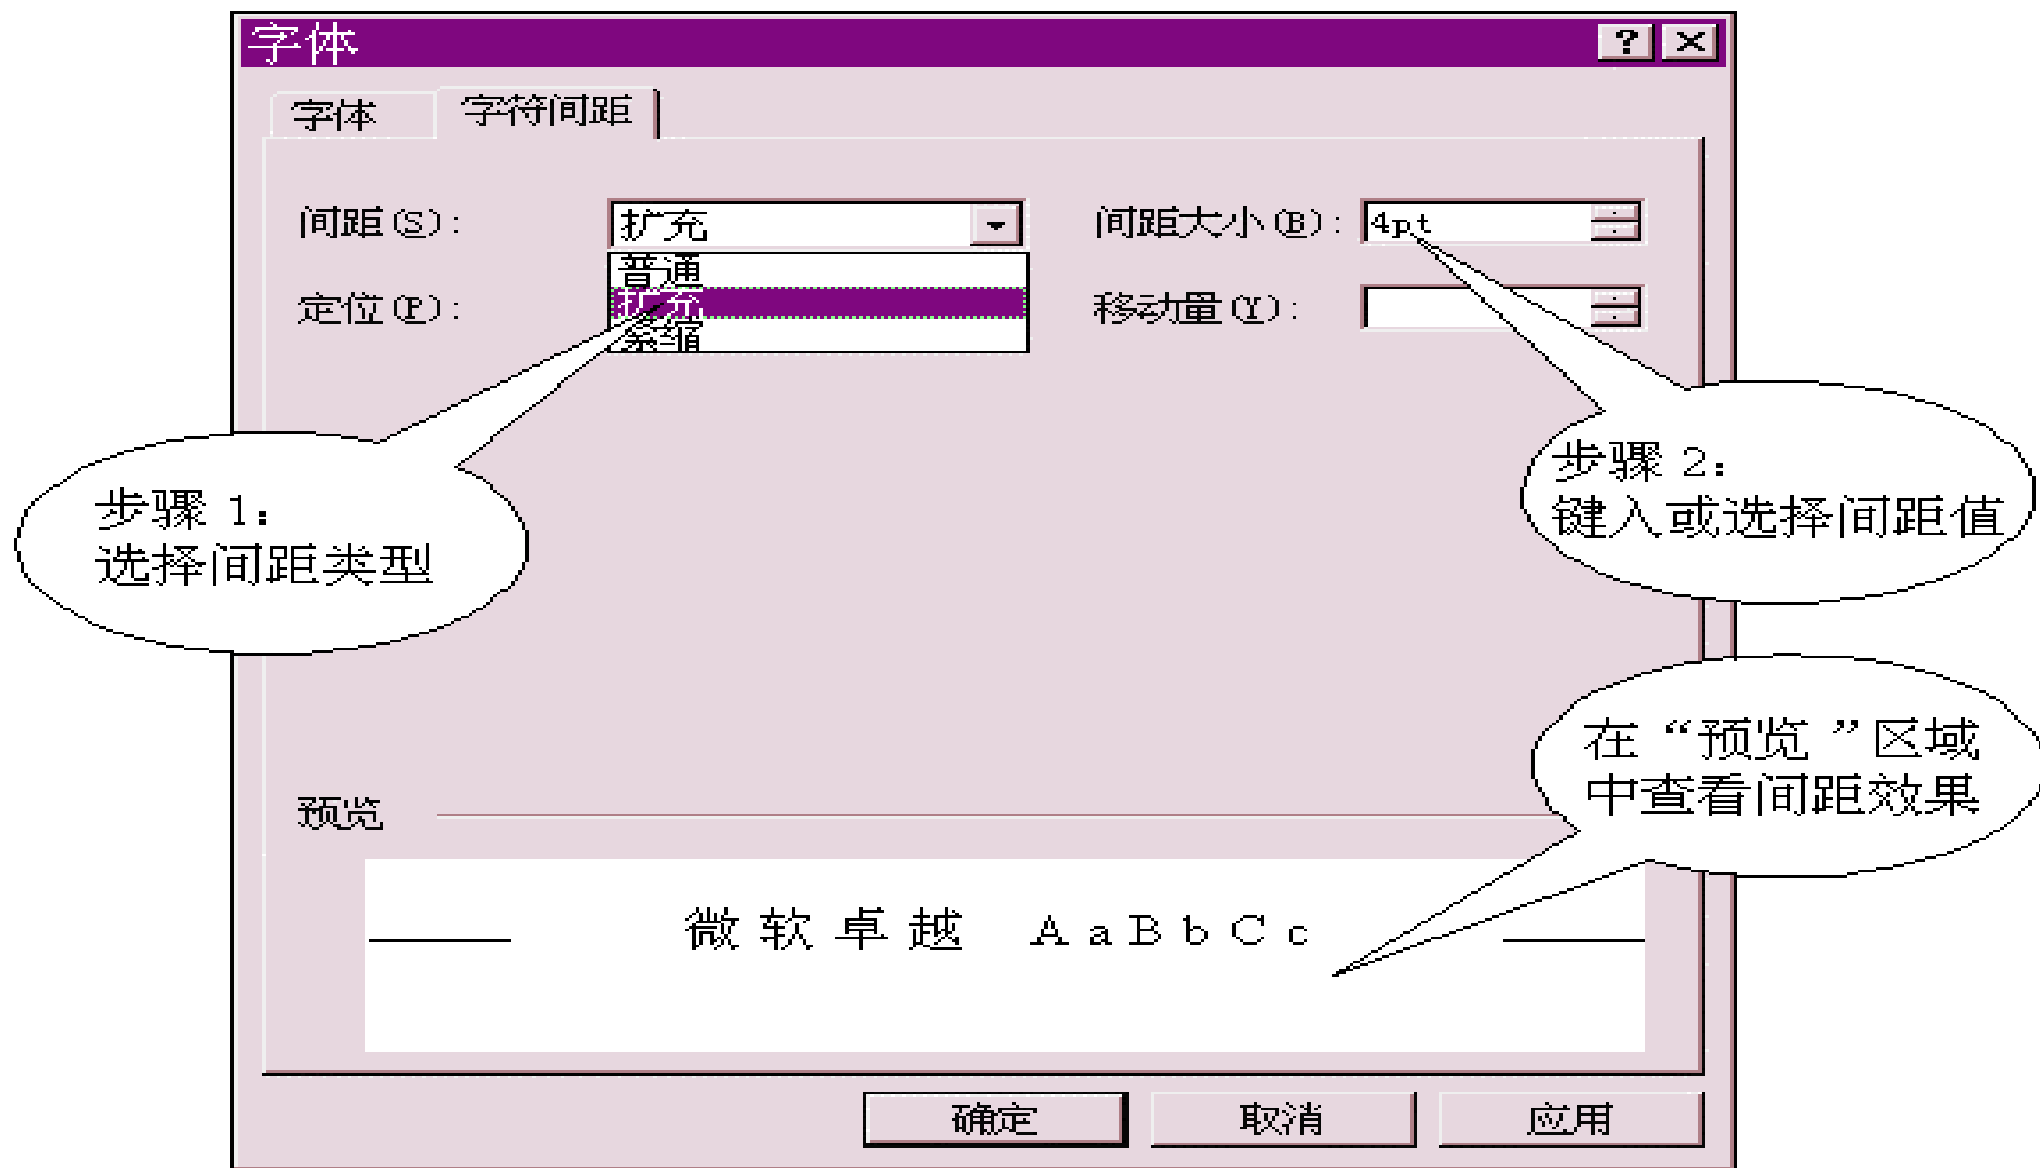 字体
字体 字符间距
间距(S): 扩充 间距大小(B): 4pt
普通
定位(P): 扩充 移动量(Y):
紧缩
步骤 1:
选择间距类型
步骤 2:
键入或选择间距值
在“预览”区域
中查看间距效果
预览
微软卓越 AaBbCc
确定 取消 应用